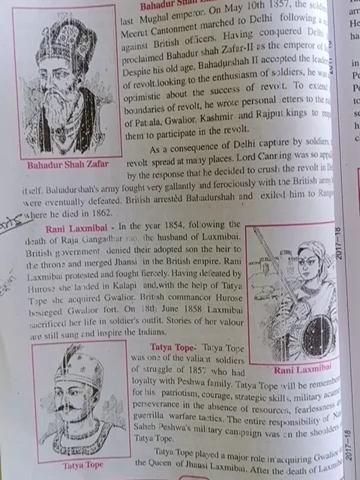 Bahadur Shah
last Mughal emperor. On May 10th 1857, the
Meerut Cantonment marched to Delhi following a
against British officers. Having conquered Delhi
proclaimed Bahadur shah Zafar-II as the emperor of
Despite his old age, Bahadurshah II accepted the
of revolt.looking to the enthusiasm of soldiers, he
optimistic about the success of revolt. To
boundaries of revolt, he wrote personal letters to the
of Patiala, Gwalior, Kashmir and Rajput kings to
them to participate in the revolt.
As a consequence of Delhi capture by soldiers,
revolt spread at many places. Lord Canning was so
by the response that he decided to crush the revolt in
Bahadur Shah Zafar
itself. Bahadurshah's army fought very gallantly and ferociously with the British
were eventually defeated. British arrested Bahadurshah and exiled him to
where he died in 1862.
Rani Laxmibai - In the year 1854, following the
death of Raja Gangadhar rao, the husband of Laxmibai.
British government denied their adopted son the heir to
the throne and merged Jhansi in the British empire. Rani
Laxmibai protested and fought fiercely. Having defeated by
Hurose she landed in Kalapi and,with the help of Tatya
Tope she acquired Gwalior. British commandor Hurose
besieged Gwalior fort. On 18th June 1858 Laxmibai
sacrificed her life in soldier's outfit. Stories of her valour
are still sung and inspire the Indians.
2017-18
Rani Laxmibai
Tatya Tope- Tatya Tope
was one of the valiant soldiers
of struggle of 1857 who had
loyalty with Peshwa family. Tatya Tope will be
for his patriotism, courage, strategic skills, military
perseverance in the absence of resources, fearlessness
guerrilla warfare tactics. The entire responsibility of
Saheb Peshwa's military campaign was on the shoulders
Tatya Tope.
Tatya Tope
Tatya Tope played a major role in acquiring Gwalior
the Queen of Jhansi Laxmibai. After the death of
2017-18